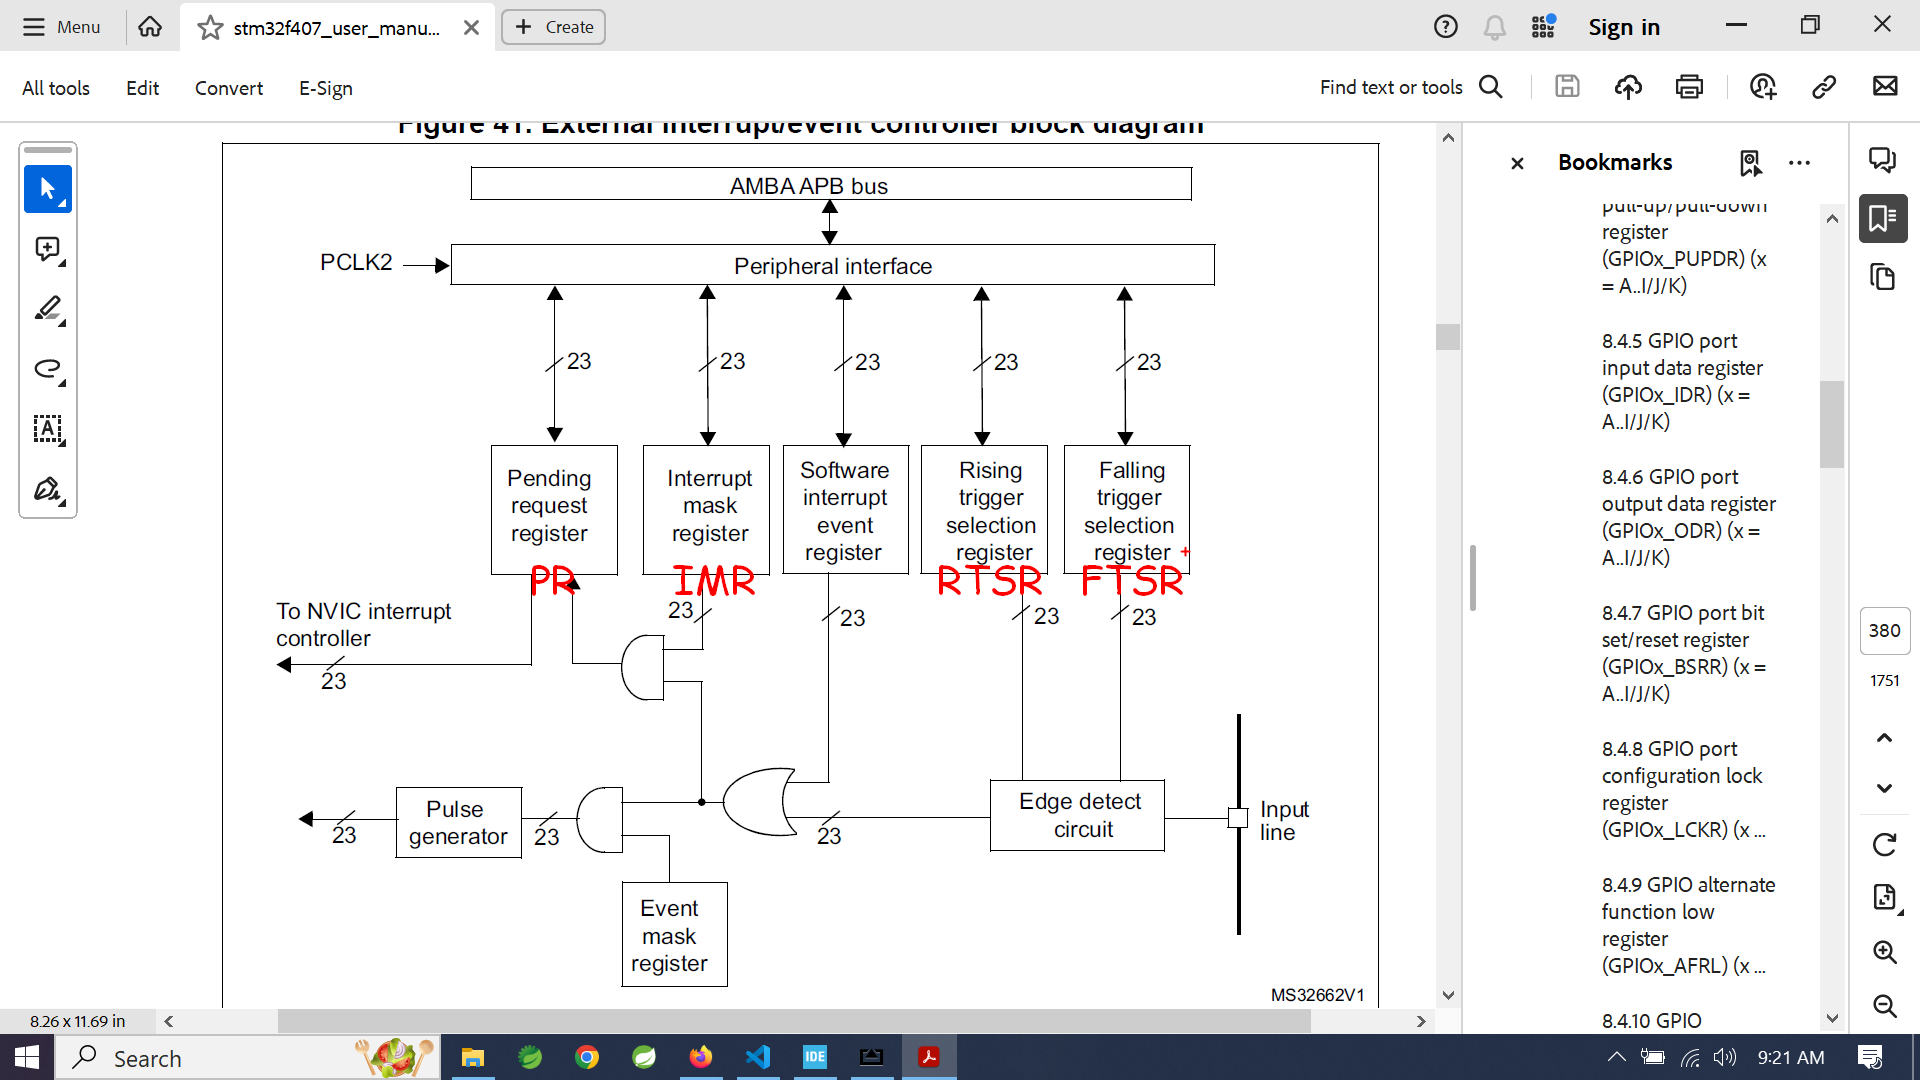 Menu
stm32f407_user_manu...
Create
Sign in
All tools
Edit
Convert
E-Sign
Find text or tools
Figure 41. External interrupt/event controller block diagram
AMBA APB bus
PCLK2
Peripheral interface
23
23
23
23
23
Pending
request
register
Interrupt
mask
register
Software
interrupt
event
register
Rising
trigger
selection
register
Falling
trigger
selection
register
PR
IMR
RTSR
FTSR
To NVIC interrupt
controller
23
23
23
23
23
Pulse
generator
23
23
23
Edge detect
circuit
Input
line
Event
mask
register
MS32662V1
8.26 x 11.69 in
Bookmarks
pull-up/pull-down
register
(GPIOx_PUPDR) (x
= A..I/J/K)
8.4.5 GPIO port
input data register
(GPIOx_IDR) (x =
A..I/J/K)
8.4.6 GPIO port
output data register
(GPIOx_ODR) (x =
A..I/J/K)
8.4.7 GPIO port bit
set/reset register
(GPIOx_BSRR) (x =
A..I/J/K)
8.4.8 GPIO port
configuration lock
register
(GPIOx_LCKR) (x ...
8.4.9 GPIO alternate
function low
register
(GPIOx_AFRL) (x ...
8.4.10 GPIO
380
1751
Search
IDE
9:21 AM